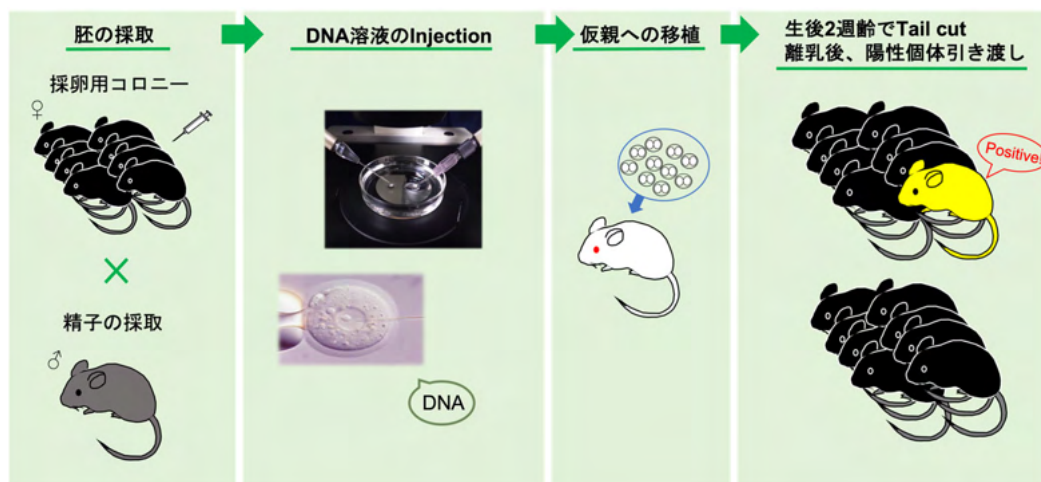 胚の採取
採卵用コロニー
♀
×
精子の採取
♂
DNA溶液のInjection
DNA
仮親への移植
生後2週齢でTail cut
離乳後、陽性個体引き渡し
Positive!